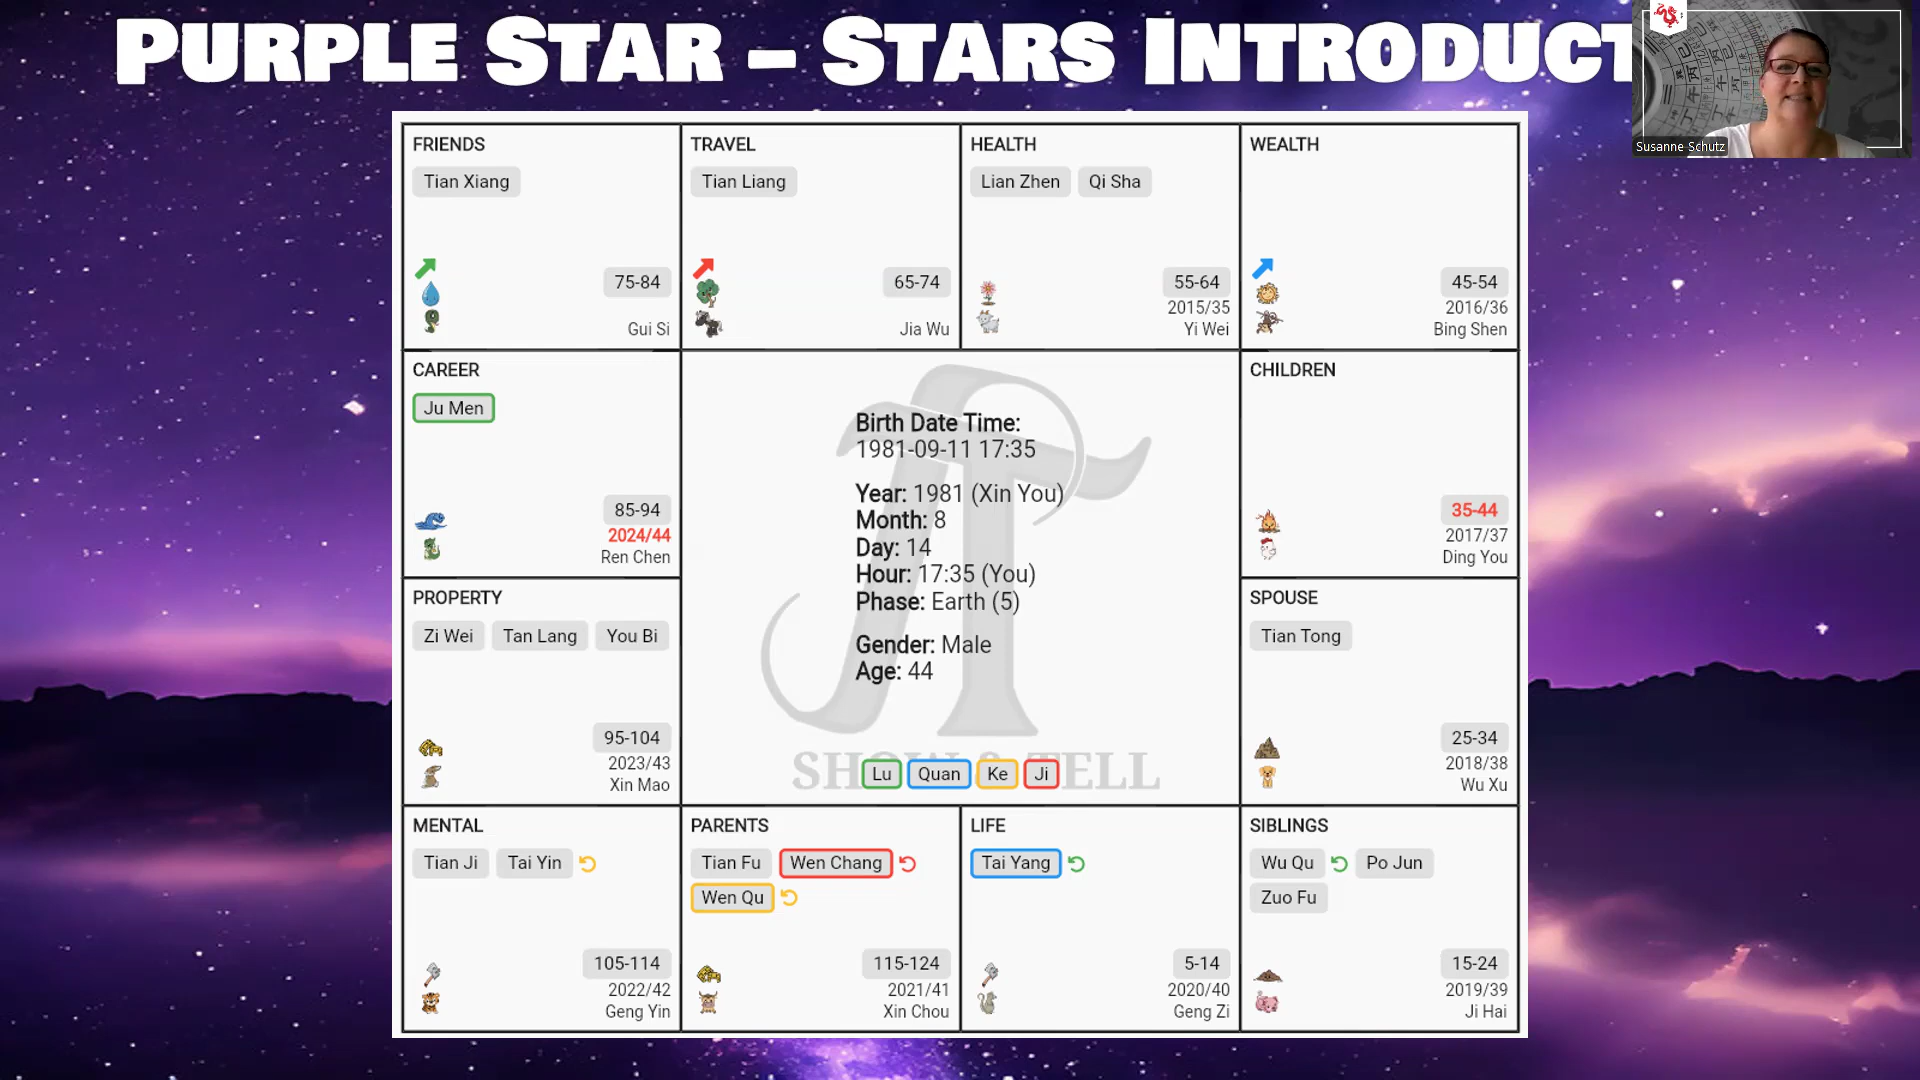 PURPLE STAR – STARS INTRODUCT
Susanne Schutz
FRIENDS
Tian Xiang
75-84
Gui Si
TRAVEL
Tian Liang
65-74
Jia Wu
HEALTH
Lian Zhen Qi Sha
55-64
2015/35
Yi Wei
WEALTH
45-54
2016/36
Bing Shen
CAREER
Ju Men
85-94
2024/44
Ren Chen
Birth Date Time:
1981-09-11 17:35
Year: 1981 (Xin You)
Month: 8
Day: 14
Hour: 17:35 (You)
Phase: Earth (5)
Gender: Male
Age: 44
SHOW & TELL
Lu Quan Ke Ji
CHILDREN
35-44
2017/37
Ding You
PROPERTY
Zi Wei Tan Lang You Bi
95-104
2023/43
Xin Mao
SPOUSE
Tian Tong
25-34
2018/38
Wu Xu
MENTAL
Tian Ji Tai Yin
105-114
2022/42
Geng Yin
PARENTS
Tian Fu Wen Chang
Wen Qu
115-124
2021/41
Xin Chou
LIFE
Tai Yang
5-14
2020/40
Geng Zi
SIBLINGS
Wu Qu Po Jun
Zuo Fu
15-24
2019/39
Ji Hai